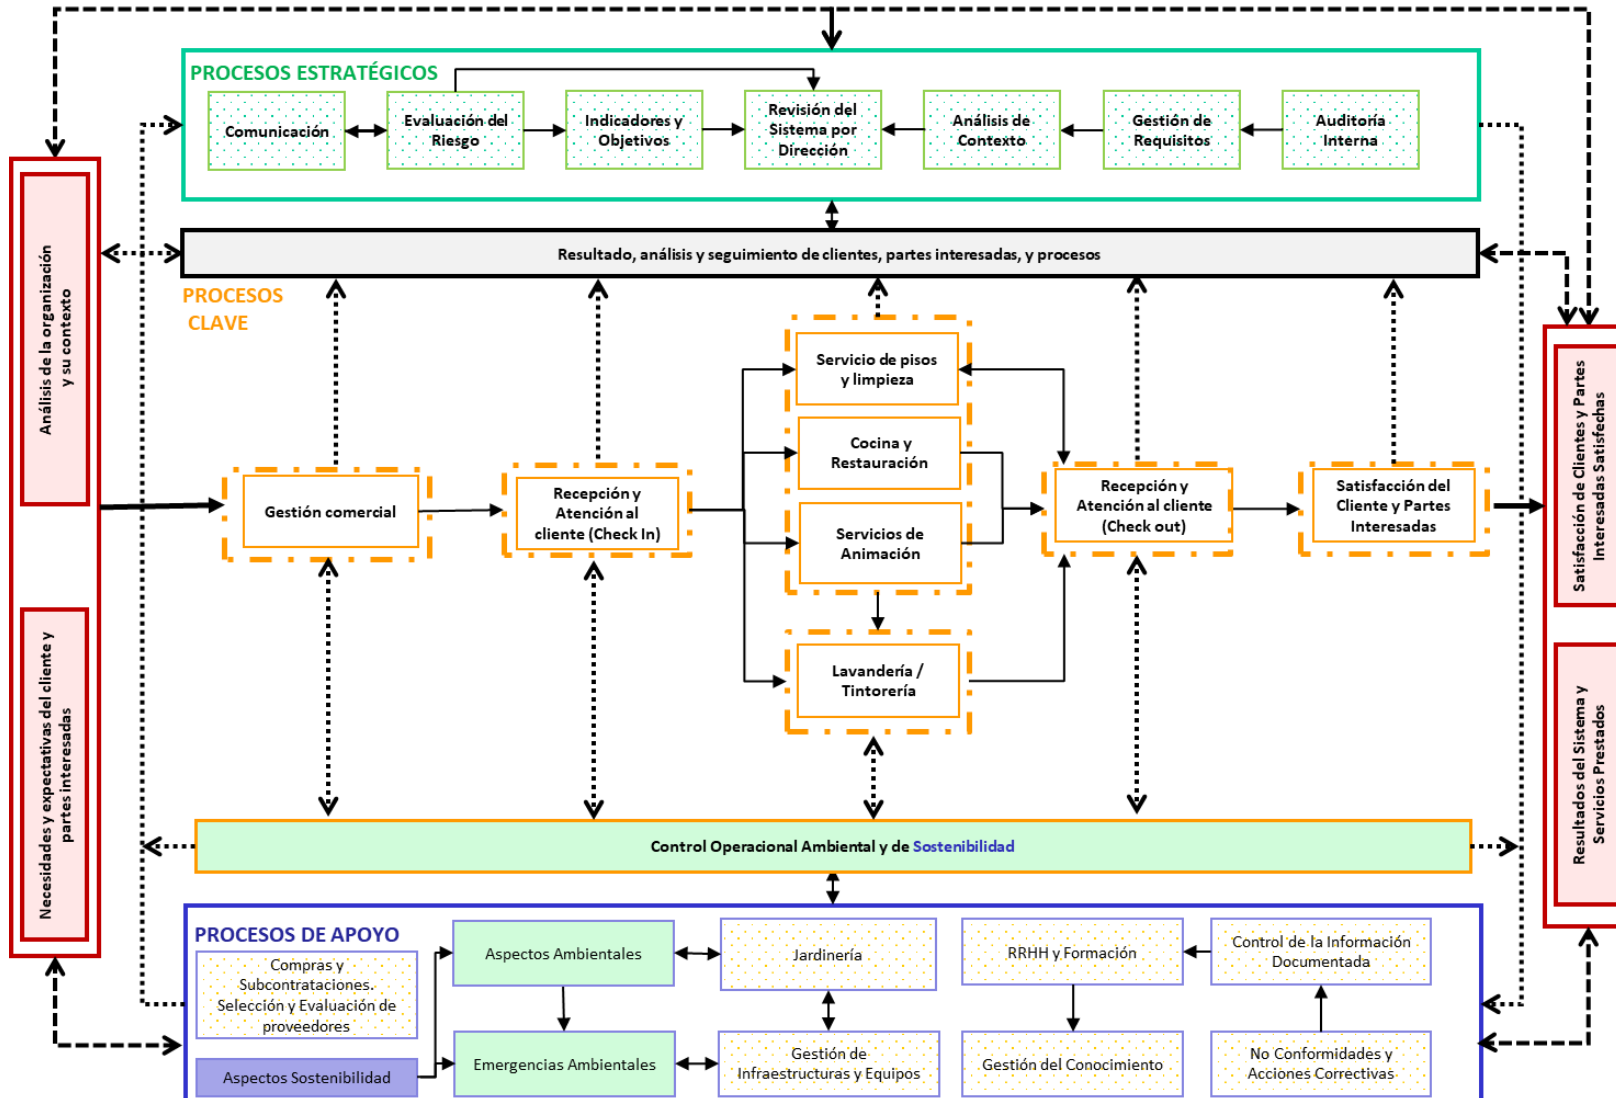 PROCESOS ESTRATÉGICOS
Comunicación
Evaluación del
Riesgo
Indicadores y
Objetivos
Revisión del
Sistema por
Dirección
Análisis de
Contexto
Gestión de
Requisitos
Auditoría
Interna
Análisis de la organización
y su contexto
Necesidades y expectativas del cliente y
partes interesadas
Resultado, análisis y seguimiento de clientes, partes interesadas, y procesos
PROCESOS
CLAVE
Gestión comercial
Recepción y
Atención al
cliente (Check In)
Servicio de pisos
y limpieza
Cocina y
Restauración
Servicios de
Animación
Lavandería /
Tintorería
Recepción y
Atención al cliente
(Check out)
Satisfacción del
Cliente y Partes
Interesadas
Satisfacción de Clientes y Partes
Interesadas Satisfechas
Resultados del Sistema y
Servicios Prestados
Control Operacional Ambiental y de Sostenibilidad
PROCESOS DE APOYO
Compras y
Subcontrataciones.
Selección y Evaluación de
proveedores
Aspectos Sostenibilidad
Aspectos Ambientales
Emergencias Ambientales
Jardinería
Gestión de
Infraestructuras y Equipos
RRHH y Formación
Gestión del Conocimiento
Control de la Información
Documentada
No Conformidades y
Acciones Correctivas